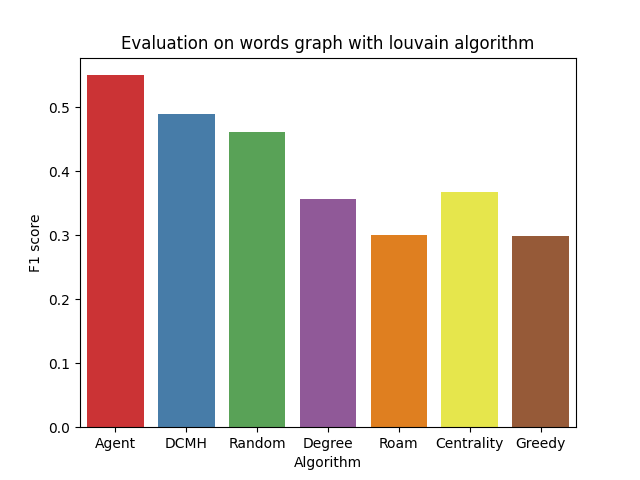 Evaluation on words graph with louvain algorithm
F1 score
0.5
0.4
0.3
0.2
0.1
0.0
Agent DCMH Random Degree Roam Centrality Greedy
Algorithm